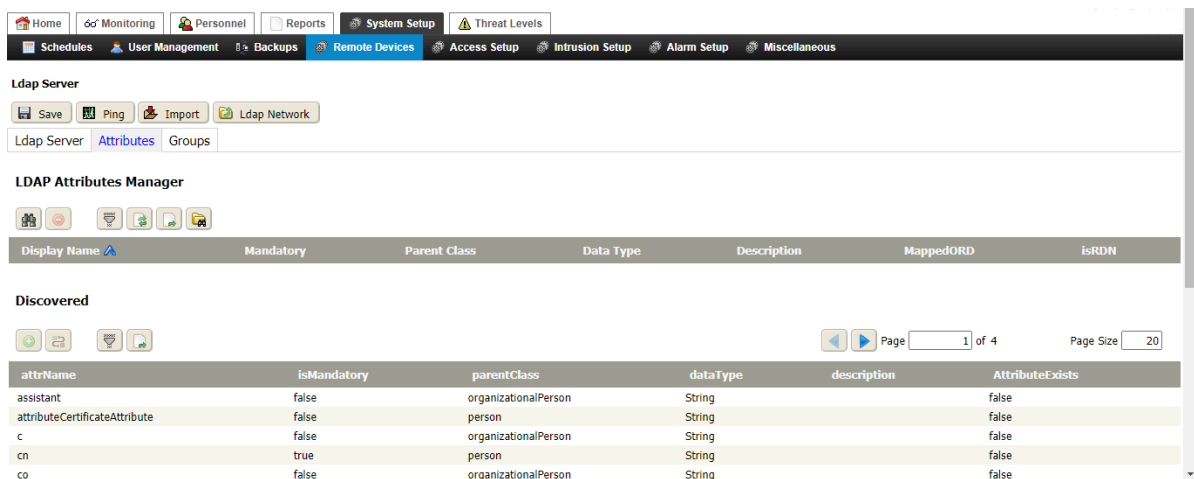 Home Monitoring Personnel Reports System Setup Threat Levels
Schedules User Management Backups Remote Devices Access Setup Intrusion Setup Alarm Setup Miscellaneous
Ldap Server
Save Ping Import Ldap Network
Ldap Server Attributes Groups
LDAP Attributes Manager
Display Name Mandatory Parent Class Data Type Description MappedORD isRDN
Discovered
Page 1 of 4 Page Size 20
attrName isMandatory parentClass dataType description AttributeExists
assistant false organizationalPerson String false
attributeCertificateAttribute false person String false
c false organizationalPerson String false
cn true person String false
co false organizationalPerson String false